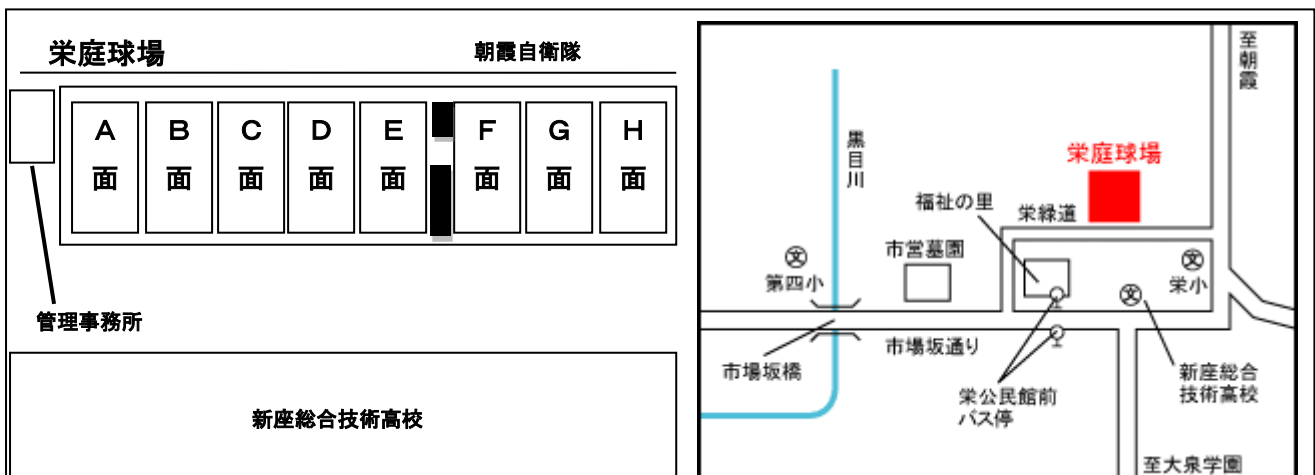 栄庭球場
朝霞自衛隊
A
面
B
面
C
面
D
面
E
面
F
面
G
面
H
面
管理事務所
新座総合技術高校
至朝霞
黒目川
栄庭球場
福祉の里
栄緑道
市営墓園
文
第四小
文
栄小
文
市場坂橋
市場坂通り
栄公民館前
バス停
新座総合
技術高校
至大泉学園